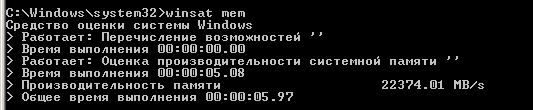 C:\Windows\system32>winsat mem
Средство оценки системы Windows
> Работает: Перечисление возможностей ''
> Время выполнения 00:00:00.00
> Работает: Оценка производительности системной памяти ''
> Время выполнения 00:00:05.08
> Производительность памяти 22374.01 MB/s
> Общее время выполнения 00:00:05.97